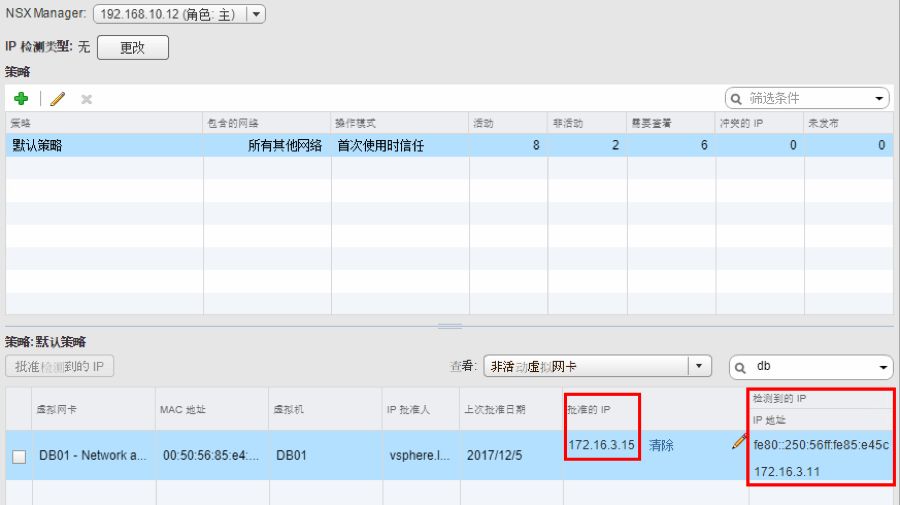 NSX Manager: 192.168.10.12 (角色: 主)
IP 检测类型: 无 更改
策略
筛选条件
策略 包含的网络 操作模式 活动 非活动 需要查看 冲突的 IP 未发布
默认策略 所有其他网络 首次使用时信任 8 2 6 0 0
策略:默认策略
批准检测到的 IP 查看: 非活动虚拟网卡 db
虚拟网卡 MAC 地址 虚拟机 IP 批准人 上次批准日期 批准的 IP 检测到的 IP
IP 地址
DB01 - Network a... 00:50:56:85:e4:... DB01 vsphere.l... 2017/12/5 172.16.3.15 清除 fe80::250:56ff:fe85:e45c
172.16.3.11